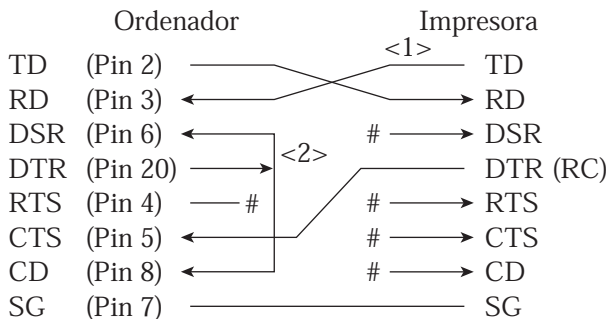 Ordenador Impresora
<1>
TD (Pin 2) TD
RD (Pin 3) RD
DSR (Pin 6) # DSR
<2>
DTR (Pin 20) DTR (RC)
RTS (Pin 4) # # RTS
CTS (Pin 5) # CTS
CD (Pin 8) # CD
SG (Pin 7) SG